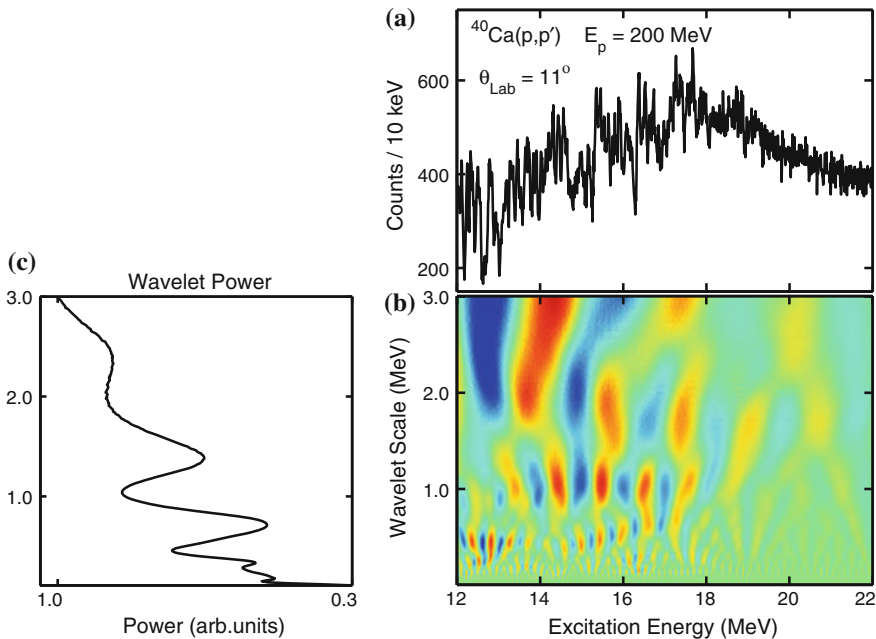 (a)
⁴⁰Ca(p,p′) E_p = 200 MeV
θ_Lab = 11°
Counts / 10 keV
600
400
200
(c)
Wavelet Power
3.0
2.0
1.0
1.0
0.3
Power (arb.units)
(b)
Wavelet Scale (MeV)
3.0
2.0
1.0
12
14
16
18
20
22
Excitation Energy (MeV)